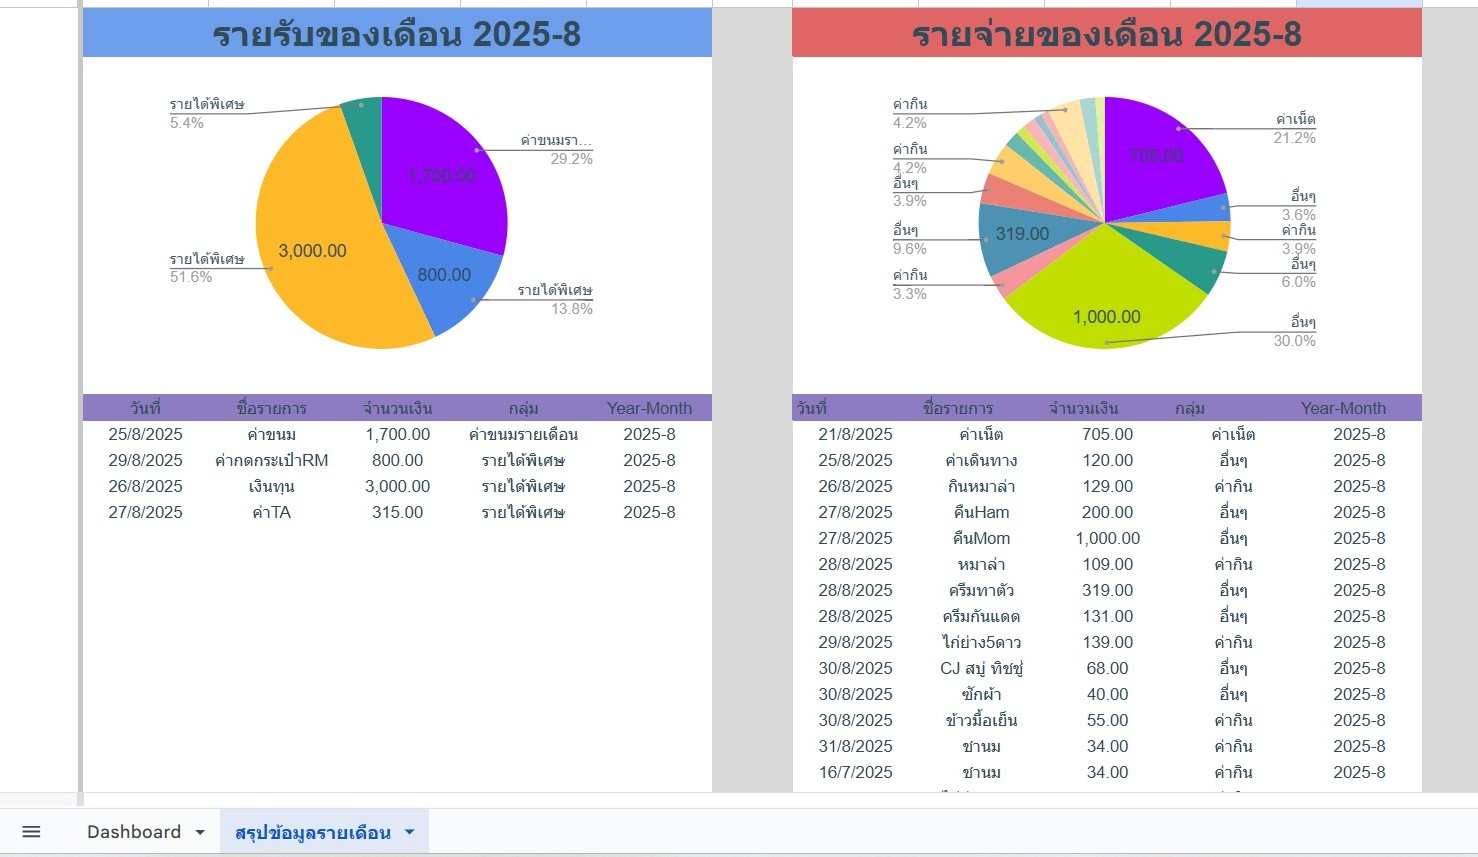 รายรับของเดือน 2025-8
รายได้พิเศษ
5.4%
ค่าขนมรา...
29.2%
1,700.00
3,000.00
รายได้พิเศษ
51.6%
800.00
รายได้พิเศษ
13.8%
วันที่ ชื่อรายการ จำนวนเงิน กลุ่ม Year-Month
25/8/2025 ค่าขนม 1,700.00 ค่าขนมรายเดือน 2025-8
29/8/2025 ค่ากดกระเป๋าRM 800.00 รายได้พิเศษ 2025-8
26/8/2025 เงินทุน 3,000.00 รายได้พิเศษ 2025-8
27/8/2025 ค่าTA 315.00 รายได้พิเศษ 2025-8
รายจ่ายของเดือน 2025-8
ค่ากิน
4.2%
ค่าเน็ต
21.2%
ค่ากิน
4.2%
705.00
อื่นๆ
3.9%
อื่นๆ
3.6%
อื่นๆ
9.6%
319.00
ค่ากิน
3.9%
ค่ากิน
3.3%
อื่นๆ
6.0%
1,000.00
อื่นๆ
30.0%
วันที่ ชื่อรายการ จำนวนเงิน กลุ่ม Year-Month
21/8/2025 ค่าเน็ต 705.00 ค่าเน็ต 2025-8
25/8/2025 ค่าเดินทาง 120.00 อื่นๆ 2025-8
26/8/2025 กินหมาล่า 129.00 ค่ากิน 2025-8
27/8/2025 คืนHam 200.00 อื่นๆ 2025-8
27/8/2025 คืนMom 1,000.00 อื่นๆ 2025-8
28/8/2025 หมาล่า 109.00 ค่ากิน 2025-8
28/8/2025 ครีมทาตัว 319.00 อื่นๆ 2025-8
28/8/2025 ครีมกันแดด 131.00 อื่นๆ 2025-8
29/8/2025 ไก่ย่าง5ดาว 139.00 ค่ากิน 2025-8
30/8/2025 CJ สบู่ ทิชชู่ 68.00 อื่นๆ 2025-8
30/8/2025 ซักผ้า 40.00 อื่นๆ 2025-8
30/8/2025 ข้าวมื้อเย็น 55.00 ค่ากิน 2025-8
31/8/2025 ชานม 34.00 ค่ากิน 2025-8
16/7/2025 ชานม 34.00 ค่ากิน 2025-8
Dashboard
สรุปข้อมูลรายเดือน